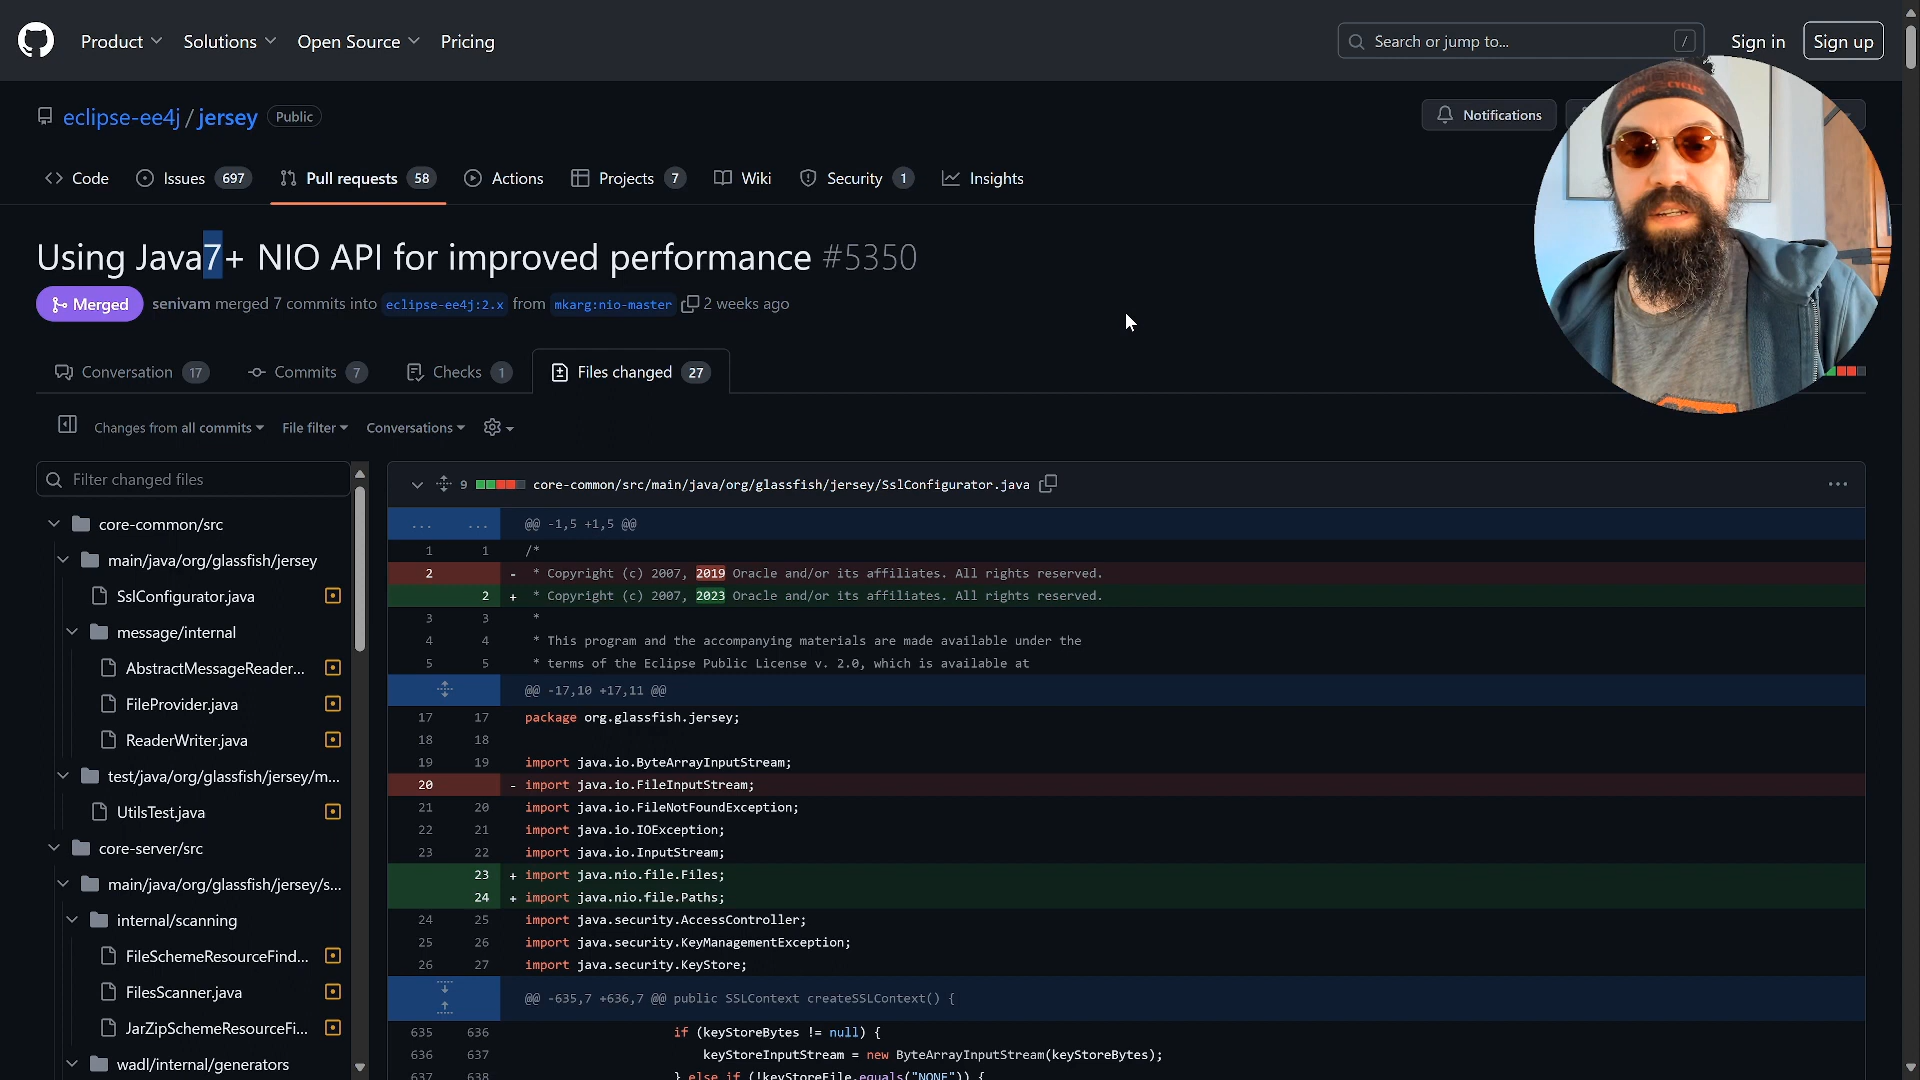 Product Solutions Open Source Pricing Search or jump to... / Sign in Sign up
eclipse-ee4j / jersey Public Notifications
Code Issues 697 Pull requests 58 Actions Projects 7 Wiki Security 1 Insights
Using Java7+ NIO API for improved performance #5350
Merged senivam merged 7 commits into eclipse-ee4j:2.x from mkarg:nio-master 2 weeks ago
Conversation 17 Commits 7 Checks 1 Files changed 27
Changes from all commits File filter Conversations
Filter changed files
core-common/src
main/java/org/glassfish/jersey
SslConfigurator.java
message/internal
AbstractMessageReader...
FileProvider.java
ReaderWriter.java
test/java/org/glassfish/jersey/m...
UtilsTest.java
core-server/src
main/java/org/glassfish/jersey/s...
internal/scanning
FileSchemeResourceFind...
FilesScanner.java
JarZipSchemeResourceFi...
wadl/internal/generators
9 core-common/src/main/java/org/glassfish/jersey/SslConfigurator.java ...
... ... @@ -1,5 +1,5 @@
1 1 /*
2 - * Copyright (c) 2007, 2019 Oracle and/or its affiliates. All rights reserved.
2 + * Copyright (c) 2007, 2023 Oracle and/or its affiliates. All rights reserved.
3 3 *
4 4 * This program and the accompanying materials are made available under the
5 5 * terms of the Eclipse Public License v. 2.0, which is available at
@@ -17,10 +17,11 @@
17 17 package org.glassfish.jersey;
18 18
19 19 import java.io.ByteArrayInputStream;
20 - import java.io.FileInputStream;
21 20 import java.io.FileNotFoundException;
22 21 import java.io.IOException;
23 22 import java.io.InputStream;
23 + import java.nio.file.Files;
24 + import java.nio.file.Paths;
24 25 import java.security.AccessController;
25 26 import java.security.KeyManagementException;
26 27 import java.security.KeyStore;
@@ -635,7 +636,7 @@ public SSLContext createSSLContext() {
635 636 if (keyStoreBytes != null) {
636 637 keyStoreInputStream = new ByteArrayInputStream(keyStoreBytes);
637 638 } else if (!keyStoreFile.equals("NONE")) {